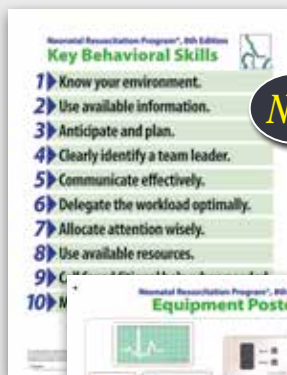 Neonatal Resuscitation Program®, 8th Edition
Key Behavioral Skills
1 Know your environment.
2 Use available information.
3 Anticipate and plan.
4 Clearly identify a team leader.
5 Communicate effectively.
6 Delegate the workload optimally.
7 Allocate attention wisely.
8 Use available resources.
9
10 M
N
Neonatal Resuscitation Program®, 8th
Equipment Poste